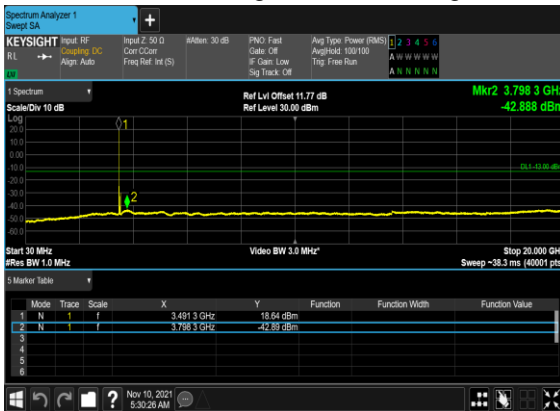 Spectrum Analyzer 1
Swept SA
+
KEYSIGHT Input: RF Input Z: 50 Ω #Atten: 30 dB PNO: Fast Avg Type: Power (RMS) 1 2 3 4 5 6
RL Coupling: DC Corr CCorr Gate: Off Avg|Hold: 100/100 A W W W W W
Align: Auto Freq Ref: Int (S) IF Gain: Low Trig: Free Run
Sig Track: Off A N N N N N
1 Spectrum Ref Lvl Offset 11.77 dB Mkr2 3.798 3 GHz
Scale/Div 10 dB Ref Level 30.00 dBm -42.888 dBm
Log
20.0
10.0
0.00
-10.0
DL1 -13.00 dBm
-20.0
-30.0
-40.0
-50.0
-60.0
1
2
Start 30 MHz Video BW 3.0 MHz* Stop 20.000 GH
#Res BW 1.0 MHz Sweep ~38.3 ms (40001 pts
5 Marker Table
Mode Trace Scale X Y Function Function Width Function Value
1 N 1 f 3.491 3 GHz 18.64 dBm
2 N 1 f 3.798 3 GHz -42.89 dBm
3
4
5
6
? Nov 10, 2021
5:30:26 AM